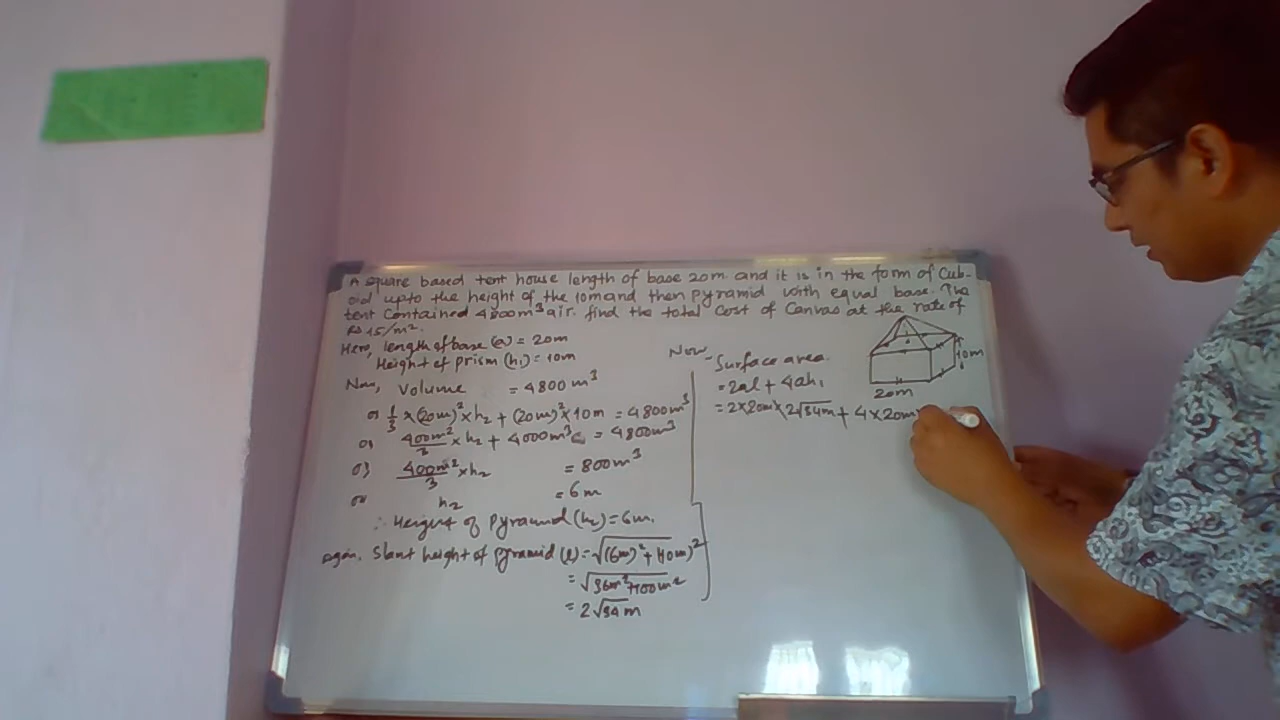 A square based tent house length of base 20m and it is in the form of Cub-
oid upto the height of the 10m and then pyramid with equal base. The
tent contained 4800m³ air. find the total cost of Canvas at the rate of
Rs 15/m².
Here, length of base (a) = 20m
Height of prism (h₁) = 10m
Now, Volume = 4800 m³
or 1/3 × (20m)² × h₂ + (20m)² × 10m = 4800m³
or, 400m²/3 × h₂ + 4000m³ = 4800m³
or, 400m²/3 × h₂ = 800m³
or h₂ = 6m
∴ Height of pyramid (h₂) = 6m.
Again, Slant height of pyramid (l) = √(6m)² + (10m)²
= √36m² + 100m²
= 2√34 m
Now, Surface area
= 2al + 4ah₁
= 2 × 20m × 2√34m + 4 × 20m
10m
20m